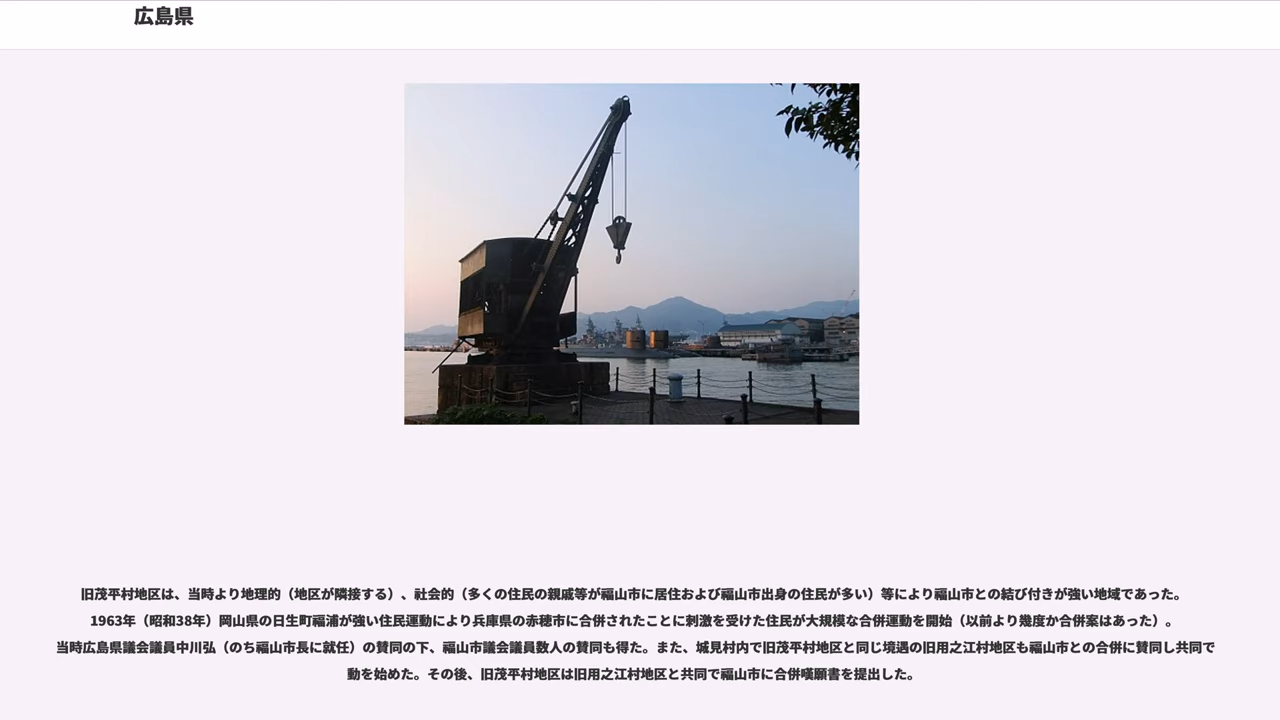 広島県
旧茂平村地区は、当時より地理的（地区が隣接する）、社会的（多くの住民の親戚等が福山市に居住および福山市出身の住民が多い）等により福山市との結び付きが強い地域であった。
1963年（昭和38年）岡山県の日生町福浦が強い住民運動により兵庫県の赤穂市に合併されたことに刺激を受けた住民が大規模な合併運動を開始（以前より幾度か合併案はあった）。
当時広島県議会議員中川弘（のち福山市長に就任）の賛同の下、福山市議会議員数人の賛同も得た。また、城見村内で旧茂平村地区と同じ境遇の旧用之江村地区も福山市との合併に賛同し共同で
動を始めた。その後、旧茂平村地区は旧用之江村地区と共同で福山市に合併嘆願書を提出した。